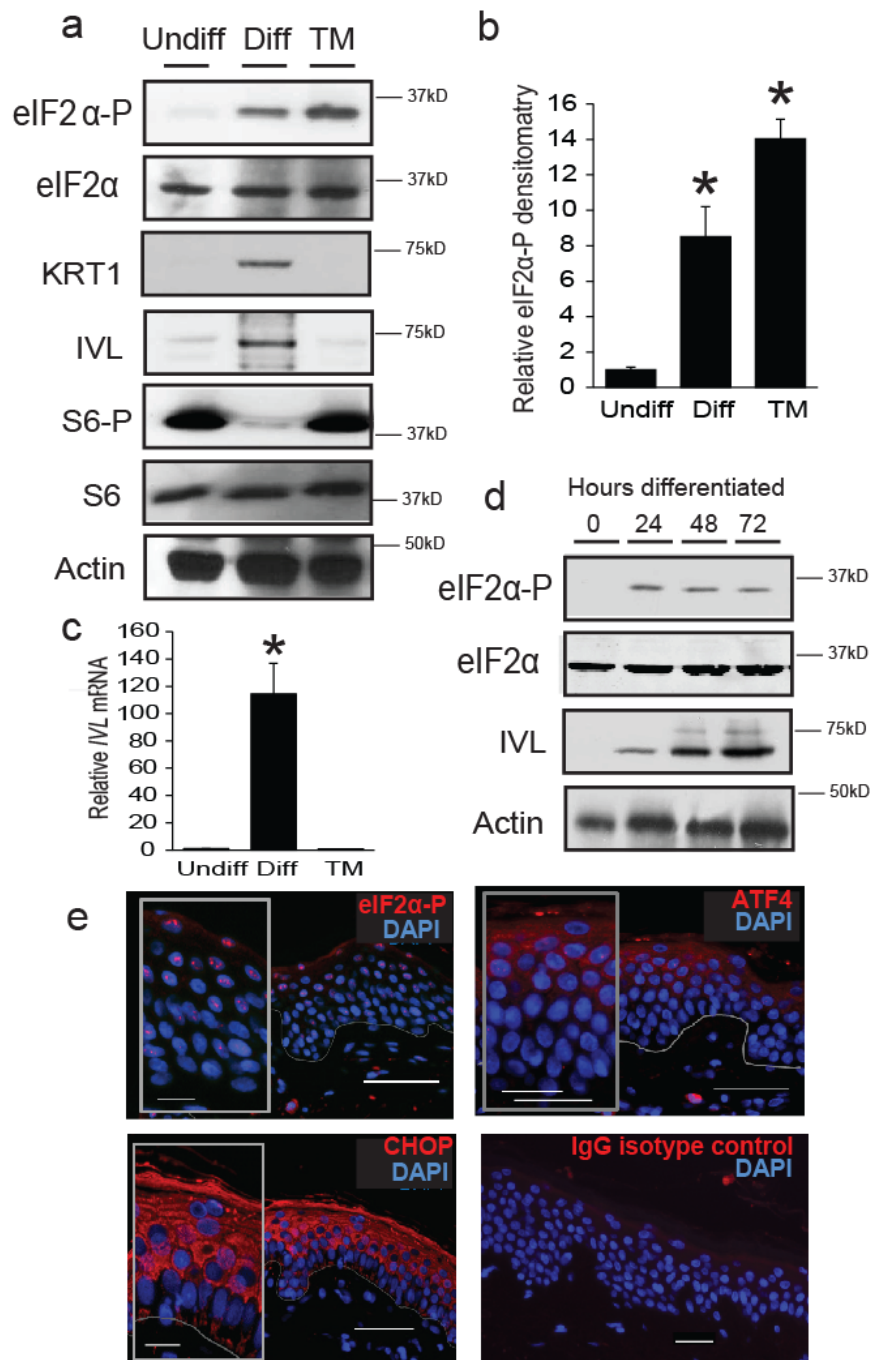 a
Undiff Diff TM
eIF2 α-P
37kD
eIF2α
37kD
KRT1
75kD
IVL
75kD
S6-P
37kD
S6
37kD
Actin
50kD
b
Relative eIF2α-P densitomatry
16
14
12
10
8
6
4
2
0
*
*
Undiff Diff TM
c
Relative IVL mRNA
160
140
120
100
80
60
40
20
0
*
Undiff Diff TM
d
Hours differentiated
0 24 48 72
eIF2α-P
37kD
eIF2α
37kD
IVL
75kD
Actin
50kD
e
eIF2α-P
DAPI
ATF4
DAPI
CHOP
DAPI
IgG isotype control
DAPI